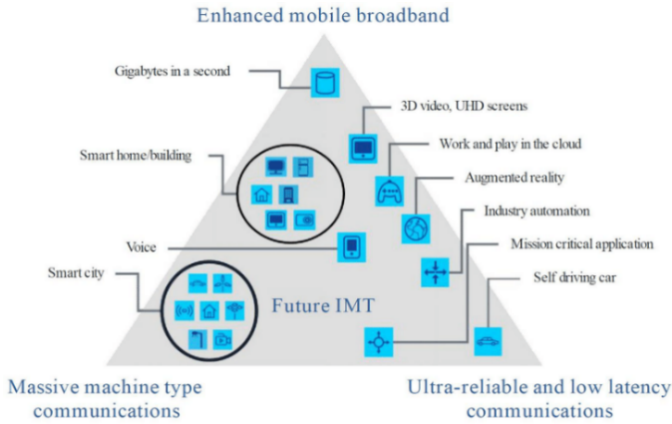 Enhanced mobile broadband
Gigabytes in a second
3D video, UHD screens
Work and play in the cloud
Smart home/building
Augmented reality
Industry automation
Voice
Mission critical application
Smart city
Self driving car
Future IMT
Massive machine type
communications
Ultra-reliable and low latency
communications